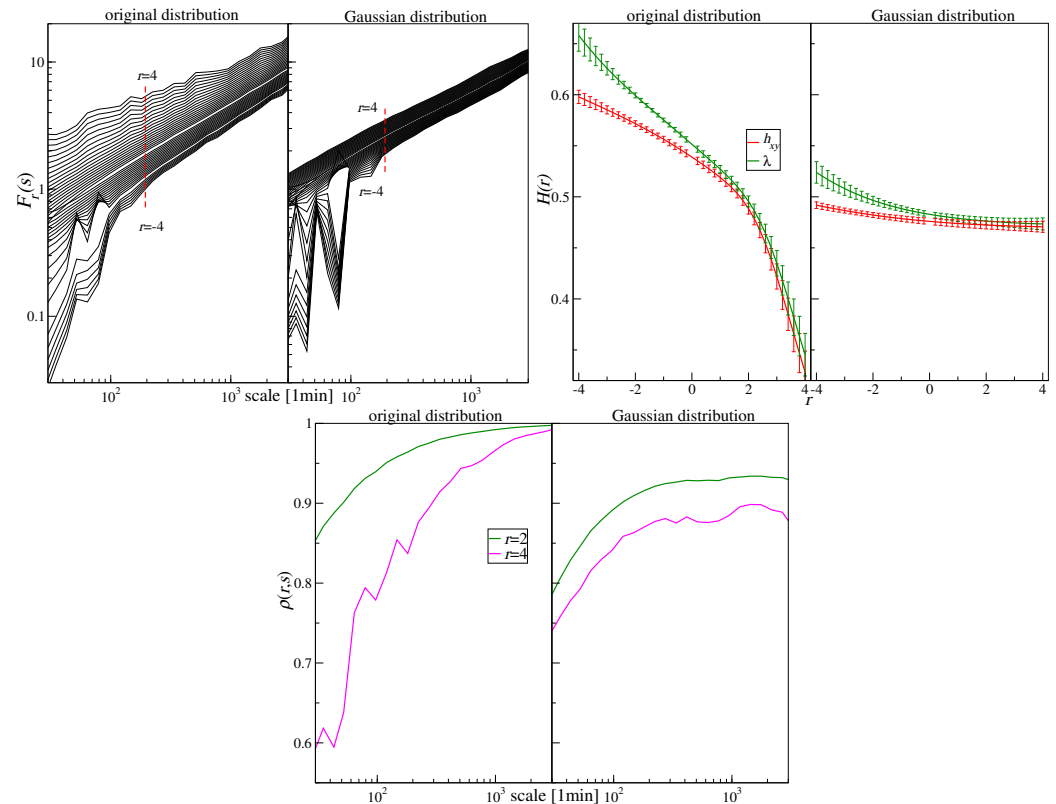 original distribution
Gaussian distribution
10
1
0.1
F_r(s)
r=4
r=-4
r=4
r=-4
10^2
10^3
scale [1min]
10^2
10^3
original distribution
Gaussian distribution
0.6
0.5
0.4
H(r)
h_xy
λ
-4
-2
0
2
4
-4
-2
0
2
4
r
original distribution
Gaussian distribution
1
0.9
0.8
0.7
0.6
ρ(r,s)
r=2
r=4
10^2
10^3
scale [1min]
10^2
10^3